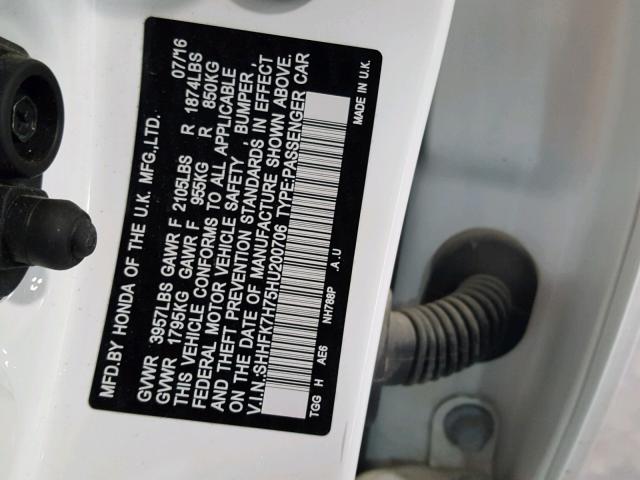 MFD.BY HONDA OF THE U.K. MFG.,LTD. 07/16
GVWR 3957LBS GAWR F 2105LBS R 1874LBS
GVWR 1795KG GAWR F 955KG R 850KG
THIS VEHICLE CONFORMS TO ALL APPLICABLE
FEDERAL MOTOR VEHICLE SAFETY , BUMPER ,
AND THEFT PREVENTION STANDARDS IN EFFECT
ON THE DATE OF MANUFACTURE SHOWN ABOVE.
V.I.N.:SHHFK7H75HU200706 TYPE:PASSENGER CAR
TGG H AE6 NH788P .A.U MADE IN U.K.